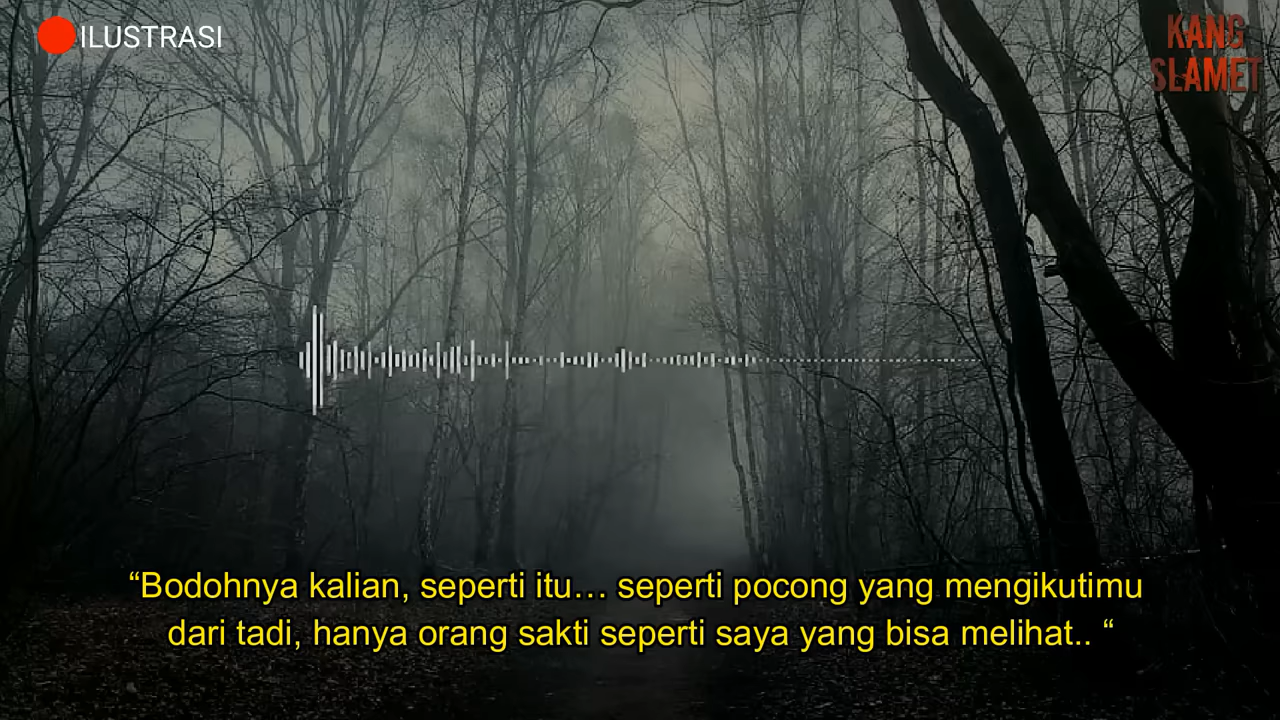 ILUSTRASI
KANG
SLAMET
“Bodohnya kalian, seperti itu… seperti pocong yang mengikutimu
dari tadi, hanya orang sakti seperti saya yang bisa melihat.. “